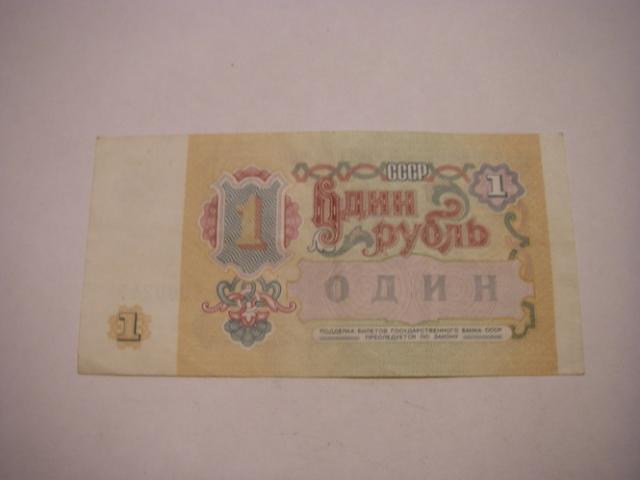 СССР
1
1
Один
рубль
ОДИН
1
ПОДДЕЛКА БИЛЕТОВ ГОСУДАРСТВЕННОГО БАНКА СССР
ПРЕСЛЕДУЕТСЯ ПО ЗАКОНУ